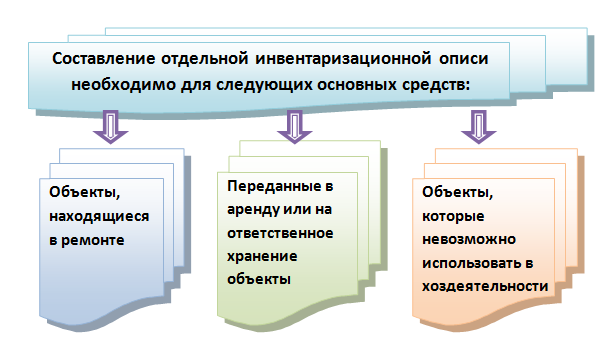 Составление отдельной инвентаризационной описи
необходимо для следующих основных средств:
Объекты,
находящиеся
в ремонте
Переданные в
аренду или на
ответственное
хранение
объекты
Объекты,
которые
невозможно
использовать в
хоздеятельности